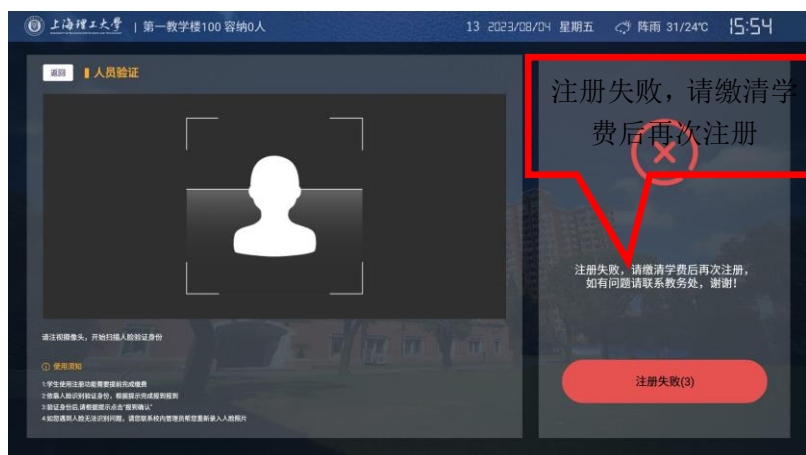 上海理工大学 | 第一教学楼100 容纳0人
13 2023/08/04 星期五 阵雨 31/24℃ 15:54
返回 人员验证
注册失败，请缴清学
费后再次注册
注册失败，请缴清学费后再次注册，
如有问题请联系教务处，谢谢！
请注视摄像头，开始扫描人脸验证身份
使用须知
1:学生使用注册功能需要提前完成缴费
2:依靠人脸识别验证身份，根据提示完成报到报到
3:验证身份后,请根据提示点击“报到确认”
4:如您遇到人脸无法识别问题，请您联系校内管理员帮您重新录入人脸照片
注册失败(3)